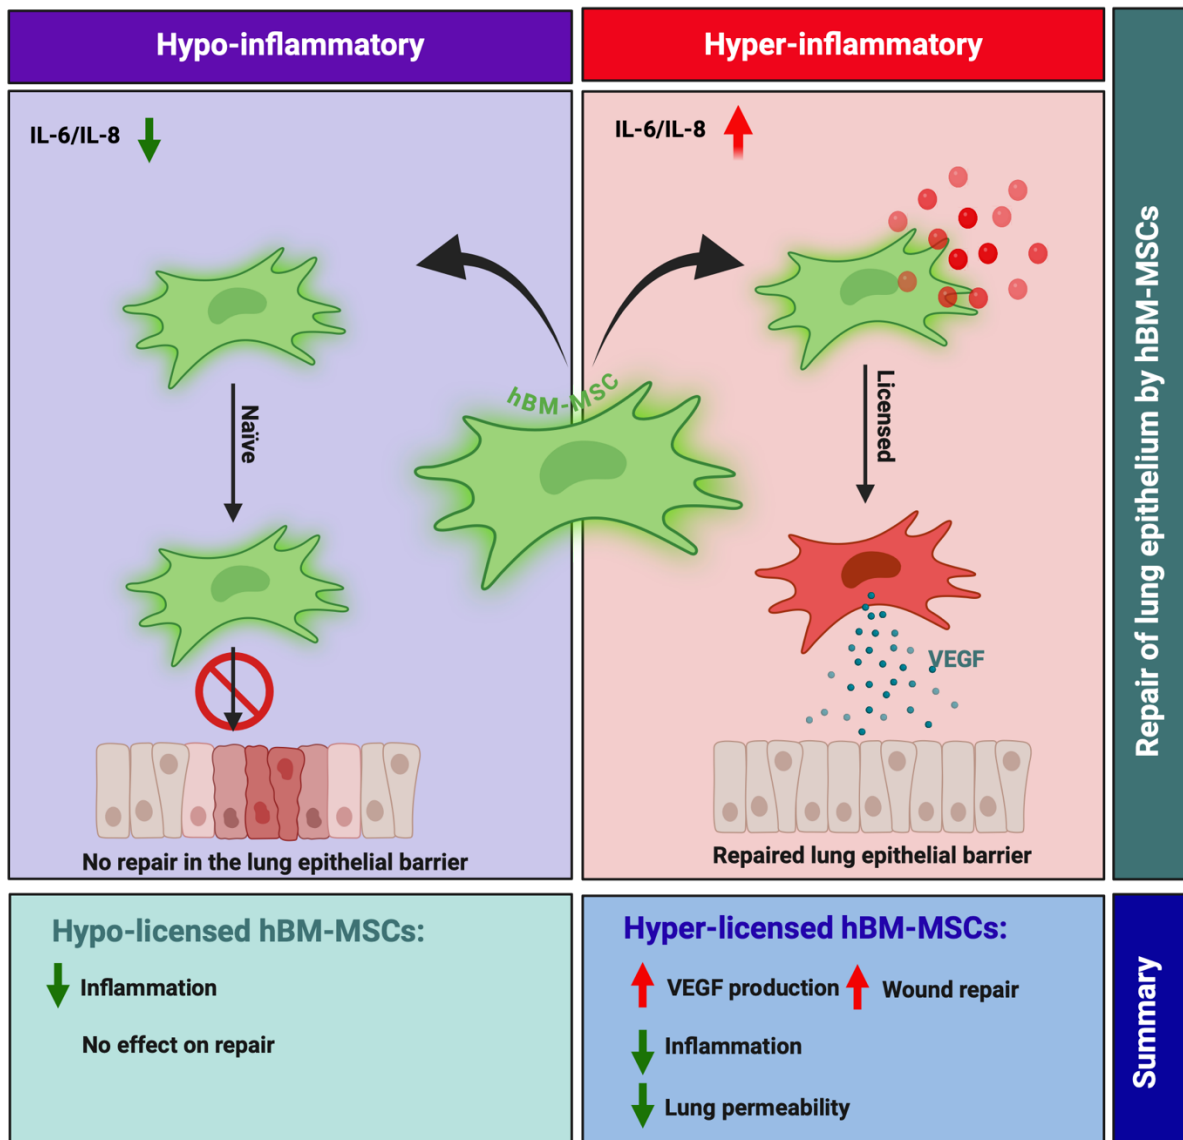 Hypo-inflammatory
Hyper-inflammatory
IL-6/IL-8
IL-6/IL-8
hBM-MSC
Naïve
Licensed
VEGF
No repair in the lung epithelial barrier
Repaired lung epithelial barrier
Repair of lung epithelium by hBM-MSCs
Hypo-licensed hBM-MSCs:
Inflammation
No effect on repair
Hyper-licensed hBM-MSCs:
VEGF production
Wound repair
Inflammation
Lung permeability
Summary